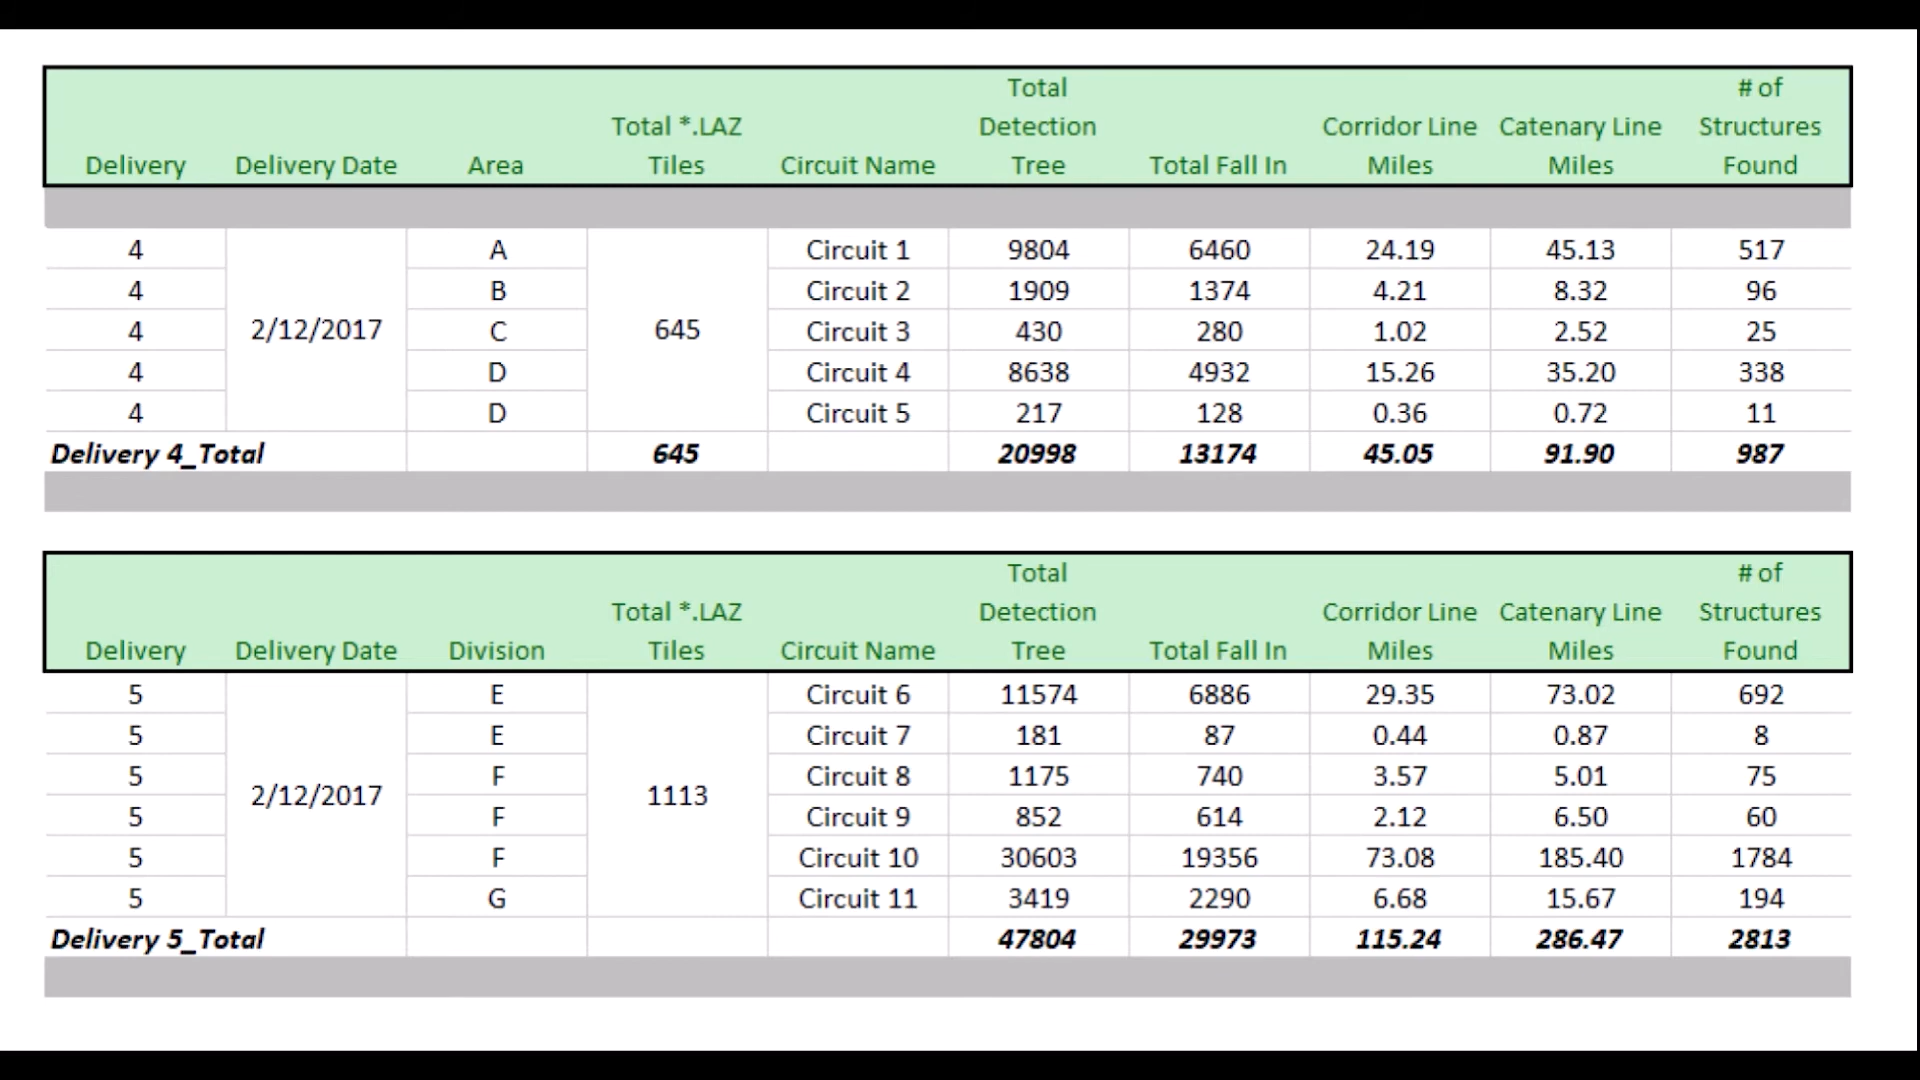 Delivery Delivery Date Area Total *.LAZ Tiles Circuit Name Total Detection Tree Total Fall In Corridor Line Miles Catenary Line Miles # of Structures Found
4 2/12/2017 A 645 Circuit 1 9804 6460 24.19 45.13 517
4 B Circuit 2 1909 1374 4.21 8.32 96
4 C Circuit 3 430 280 1.02 2.52 25
4 D Circuit 4 8638 4932 15.26 35.20 338
4 D Circuit 5 217 128 0.36 0.72 11
Delivery 4_Total 645 20998 13174 45.05 91.90 987
Delivery Delivery Date Division Total *.LAZ Tiles Circuit Name Total Detection Tree Total Fall In Corridor Line Miles Catenary Line Miles # of Structures Found
5 2/12/2017 E 1113 Circuit 6 11574 6886 29.35 73.02 692
5 E Circuit 7 181 87 0.44 0.87 8
5 F Circuit 8 1175 740 3.57 5.01 75
5 F Circuit 9 852 614 2.12 6.50 60
5 F Circuit 10 30603 19356 73.08 185.40 1784
5 G Circuit 11 3419 2290 6.68 15.67 194
Delivery 5_Total 47804 29973 115.24 286.47 2813